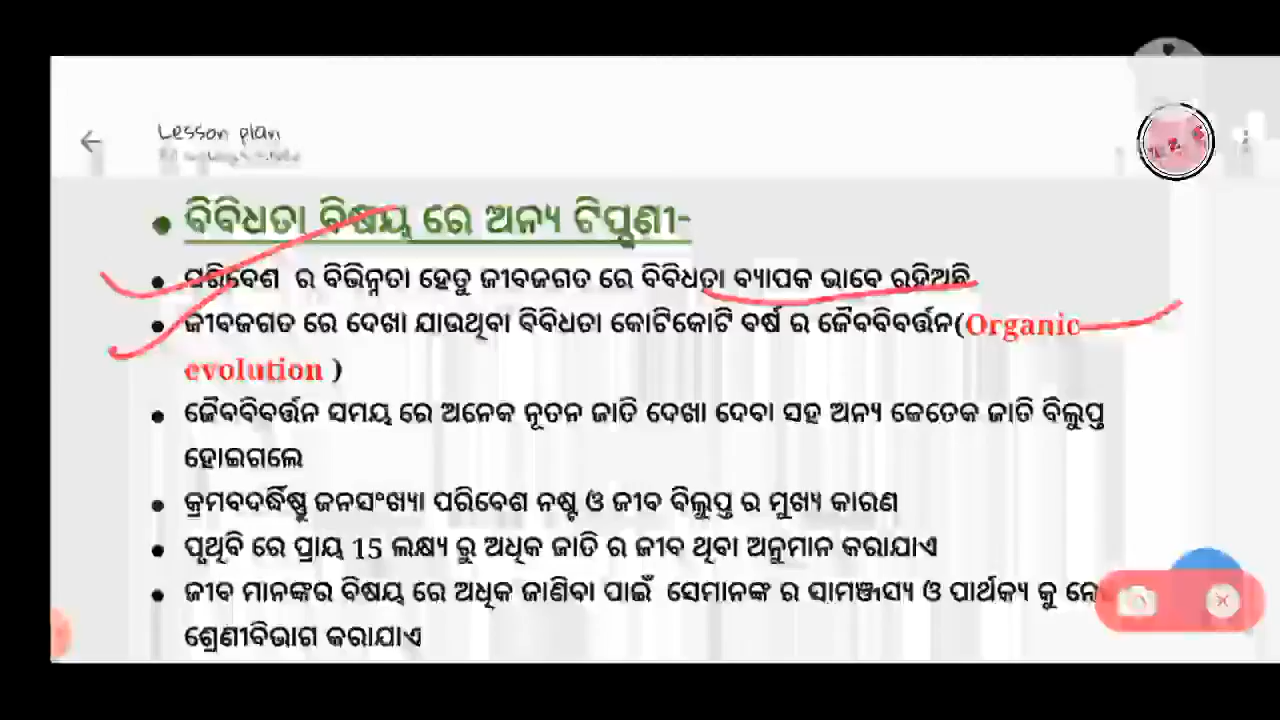 Lesson plan
• ବିବିଧତା ବିଷୟ ରେ ଅନ୍ୟ ଟିପ୍ପଣୀ-
• ପରିବେଶ ର ବିଭିନ୍ନତା ହେତୁ ଜୀବଜଗତ ରେ ବିବିଧତା ବ୍ୟାପକ ଭାବେ ରହିଅଛି
• ଜୀବଜଗତ ରେ ଦେଖା ଯାଉଥିବା ବିବିଧତା କୋଟିକୋଟି ବର୍ଷ ର ଜୈବବିବର୍ତ୍ତନ(Organic
evolution )
• ଜୈବବିବର୍ତ୍ତନ ସମୟ ରେ ଅନେକ ନୂତନ ଜାତି ଦେଖା ଦେବା ସହ ଅନ୍ୟ କେତେକ ଜାତି ବିଲୁପ୍ତ
ହୋଇଗଲେ
• କ୍ରମବଦର୍ଦ୍ଧିଷ୍ଣୁ ଜନସଂଖ୍ୟା ପରିବେଶ ନଷ୍ଟ ଓ ଜୀବ ବିଲୁପ୍ତ ର ମୁଖ୍ୟ କାରଣ
• ପୃଥିବି ରେ ପ୍ରାୟ 15 ଲକ୍ଷ୍ୟ ରୁ ଅଧିକ ଜାତି ର ଜୀବ ଥିବା ଅନୁମାନ କରାଯାଏ
• ଜୀବ ମାନଙ୍କର ବିଷୟ ରେ ଅଧିକ ଜାଣିବା ପାଇଁ ସେମାନଙ୍କ ର ସାମଞ୍ଜସ୍ୟ ଓ ପାର୍ଥକ୍ୟ କୁ
ଶ୍ରେଣୀବିଭାଗ କରାଯାଏ